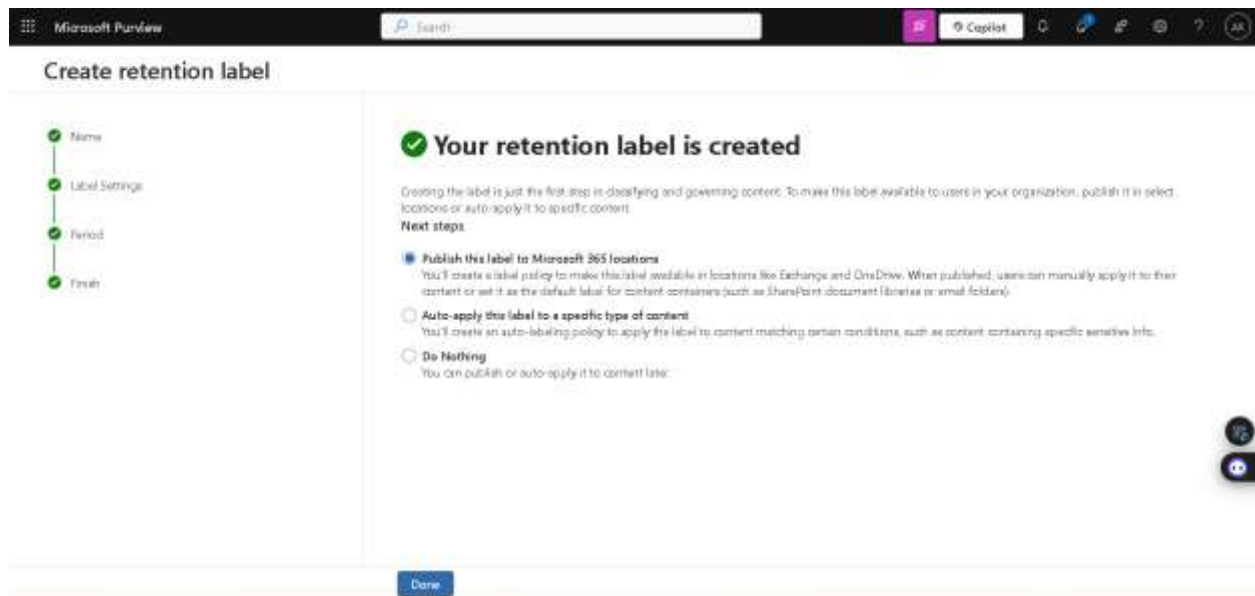 Microsoft Purview
Search
Copilot
Create retention label
Name
Label Settings
Period
Finish
Your retention label is created
Creating the label is just the first step in classifying and governing content. To make this label available to users in your organization, publish it in select
locations or auto-apply it to specific content.
Next steps
Publish this label to Microsoft 365 locations
You'll create a label policy to make this label available in locations like Exchange and OneDrive. When published, users can manually apply it to their
content or set it as the default label for content containers (such as SharePoint document libraries or email folders).
Auto-apply this label to a specific type of content
You'll create an auto-labeling policy to apply the label to content matching certain conditions, such as content containing specific sensitive info.
Do Nothing
You can publish or auto-apply it to content later.
Done